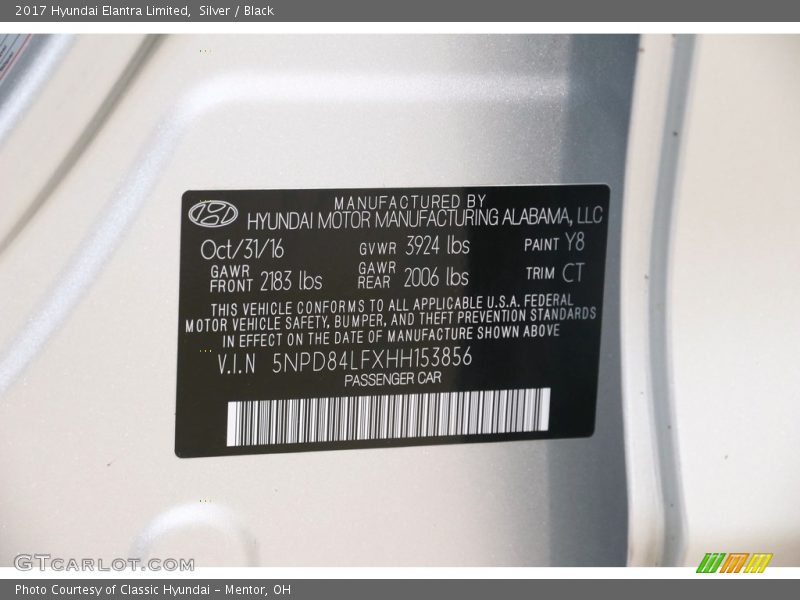 2017 Hyundai Elantra Limited, Silver / Black
MANUFACTURED BY
HYUNDAI MOTOR MANUFACTURING ALABAMA, LLC
Oct/31/16 GVWR 3924 lbs PAINT Y8
GAWR FRONT 2183 lbs GAWR REAR 2006 lbs TRIM CT
THIS VEHICLE CONFORMS TO ALL APPLICABLE U.S.A. FEDERAL
MOTOR VEHICLE SAFETY, BUMPER, AND THEFT PREVENTION STANDARDS
IN EFFECT ON THE DATE OF MANUFACTURE SHOWN ABOVE
V.I.N 5NPD84LFXHH153856
PASSENGER CAR
GTCARLOT.COM
Photo Courtesy of Classic Hyundai - Mentor, OH